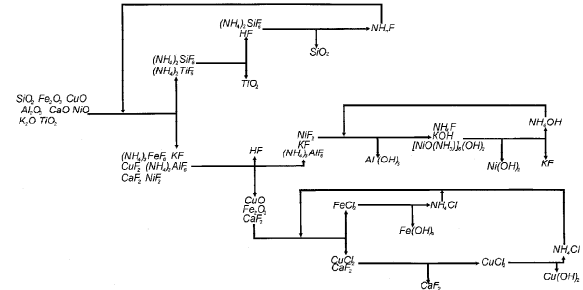 (NH₄)₂SiF₆
HF
NH₄F
SiO₂
(NH₄)₂SiF₆
(NH₄)₂TiF₆
TiO₂
SiO₂ Fe₂O₃ CuO
Al₂O₃ CaO NiO
K₂O TiO₂
(NH₄)₃FeF₆ KF
CuF₂ (NH₄)₃AlF₆
CaF₂ NiF₂
HF
NiF₂
KF
(NH₄)₃AlF₆
Al(OH)₃
NH₄F
KOH
[NiO(NH₃)]₆(OH)₂
NH₄OH
Ni(OH)₂
KF
CuO
Fe₂O₃
CaF₂
FeCl₃
NH₄Cl
Fe(OH)₃
CuCl₂
CaF₂
CuCl₂
CaF₂
NH₄Cl
Cu(OH)₂